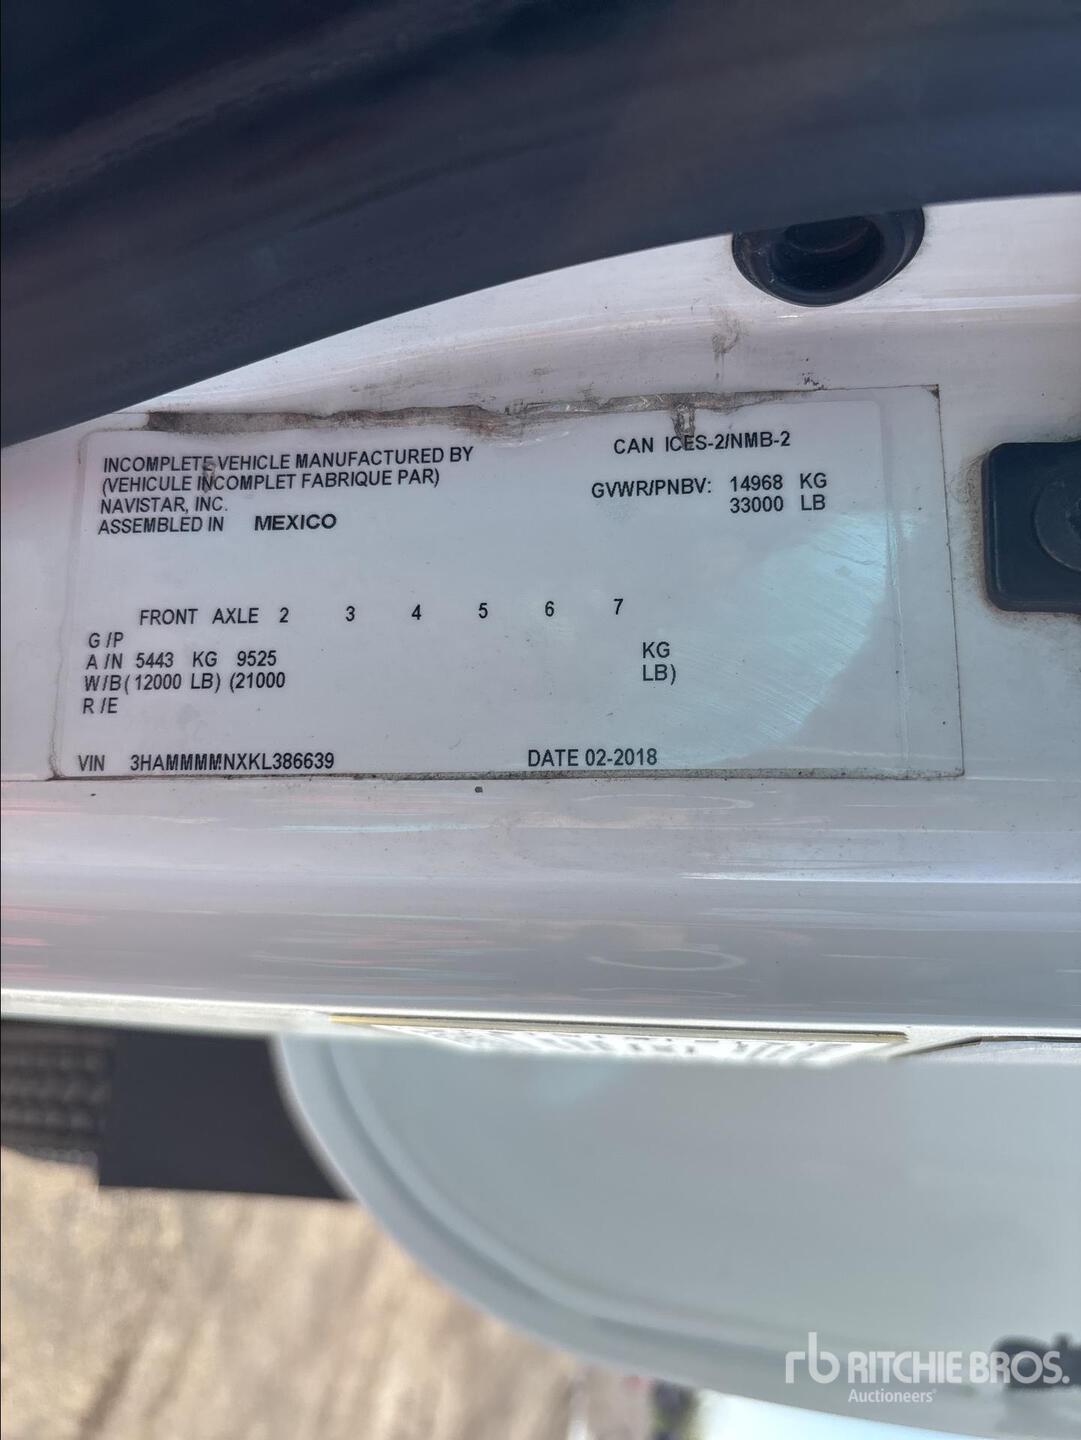 INCOMPLETE VEHICLE MANUFACTURED BY
(VEHICULE INCOMPLET FABRIQUE PAR)
NAVISTAR, INC.
ASSEMBLED IN MEXICO
CAN ICES-2/NMB-2
GVWR/PNBV: 14968 KG
33000 LB
FRONT AXLE 2 3 4 5 6 7
G /P
A /N 5443 KG 9525 KG
W/B (12000 LB) (21000 LB)
R /E
VIN 3HAMMMMNXKL386639 DATE 02-2018
rb RITCHIE BROS.
Auctioneers